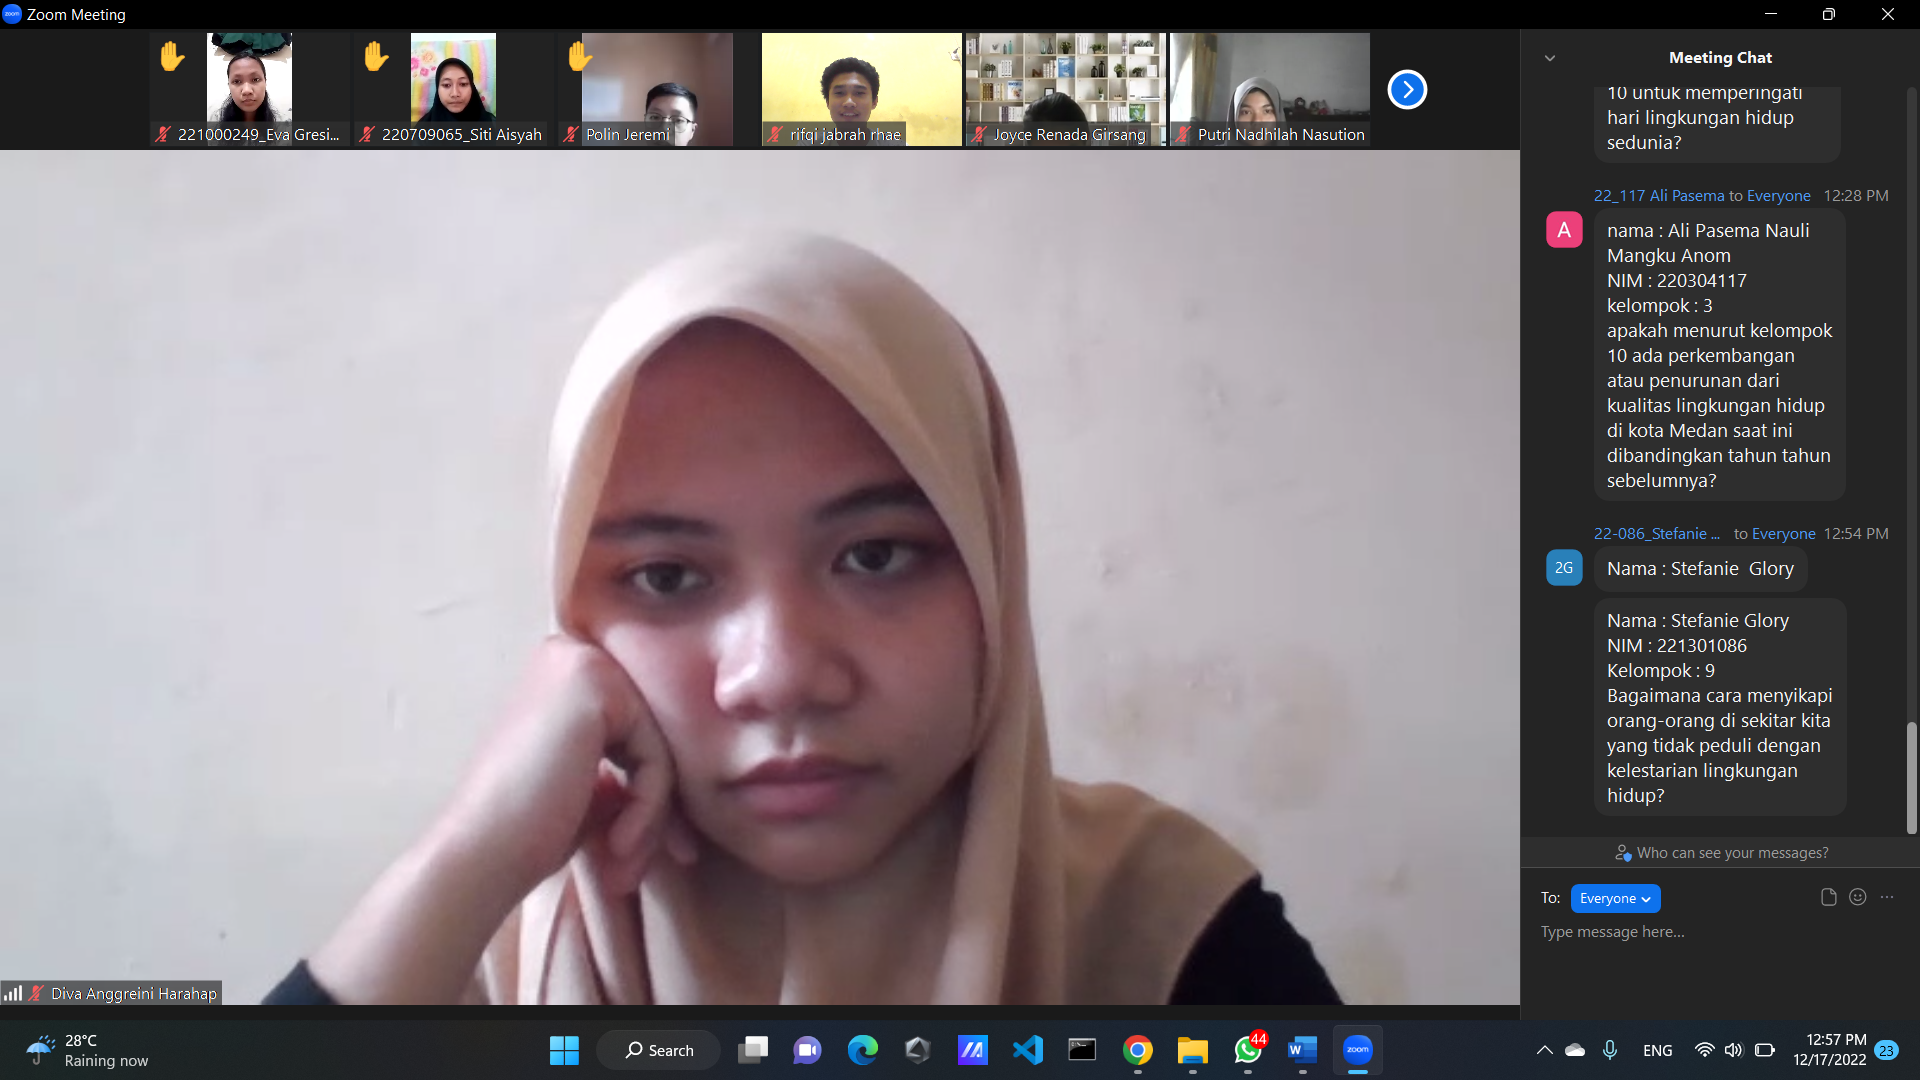 Zoom Meeting
221000249_Eva Gresi...
220709065_Siti Aisyah
Polin Jeremi
rifqi jabrah rhae
Joyce Renada Girsang
Putri Nadhilah Nasution
Diva Anggreini Harahap
Meeting Chat
10 untuk memperingati
hari lingkungan hidup
sedunia?
22_117 Ali Pasema to Everyone 12:28 PM
A
nama : Ali Pasema Nauli
Mangku Anom
NIM : 220304117
kelompok : 3
apakah menurut kelompok
10 ada perkembangan
atau penurunan dari
kualitas lingkungan hidup
di kota Medan saat ini
dibandingkan tahun tahun
sebelumnya?
22-086_Stefanie ... to Everyone 12:54 PM
2G
Nama : Stefanie  Glory
Nama : Stefanie Glory
NIM : 221301086
Kelompok : 9
Bagaimana cara menyikapi
orang-orang di sekitar kita
yang tidak peduli dengan
kelestarian lingkungan
hidup?
Who can see your messages?
To: Everyone
Type message here...
28°C
Raining now
Search
44
zoom
ENG
12:57 PM
12/17/2022
23